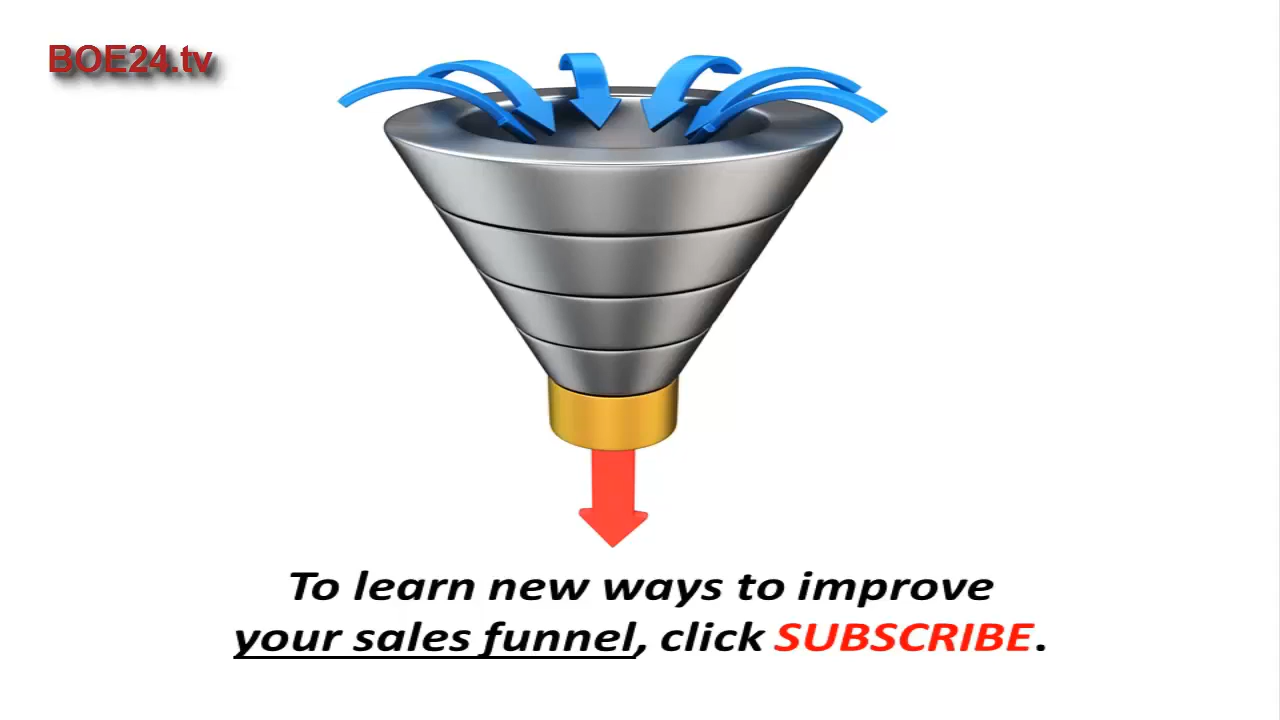 BOE24.tv
To learn new ways to improve
your sales funnel, click SUBSCRIBE.